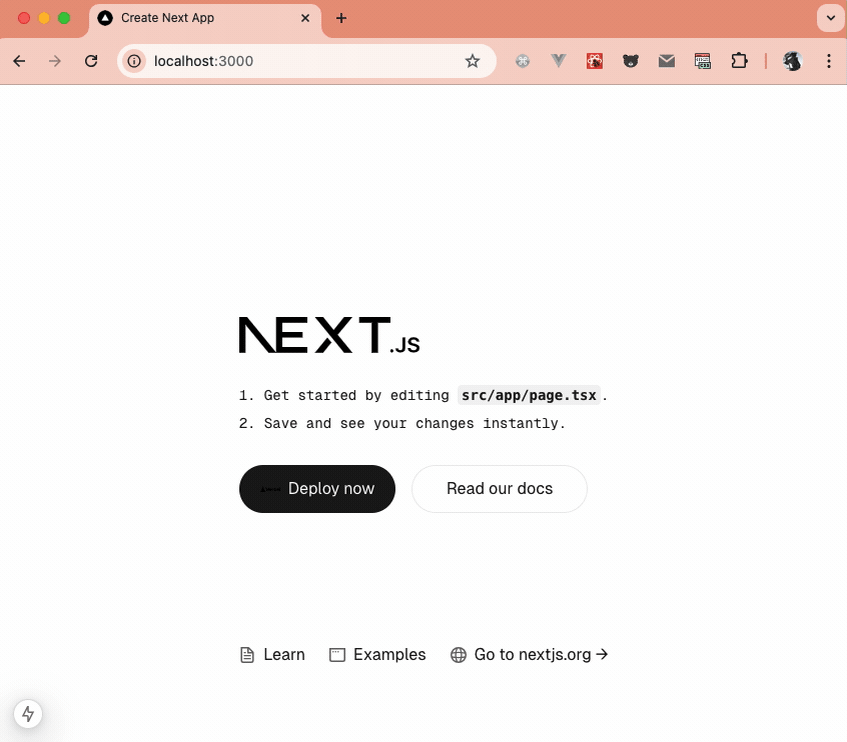 Create Next App
localhost:3000
NEXT.JS
1. Get started by editing src/app/page.tsx.
2. Save and see your changes instantly.
Deploy now
Read our docs
Learn
Examples
Go to nextjs.org →